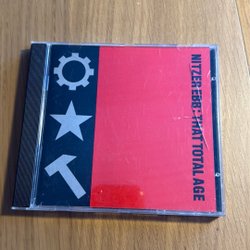 NITZER EBB: THAT TOTAL AGE